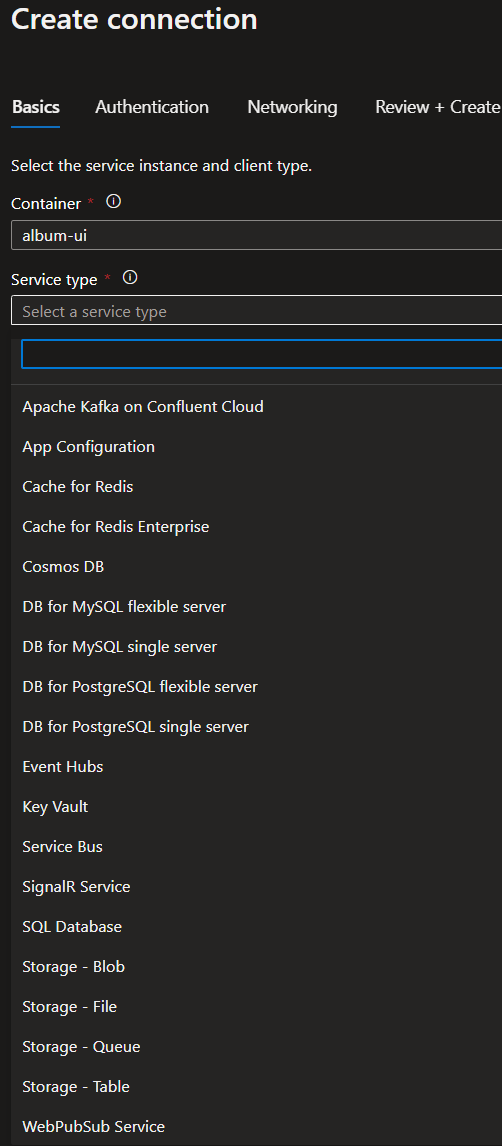 Create connection
Basics Authentication Networking Review + Create
Select the service instance and client type.
Container *
album-ui
Service type *
Select a service type
Apache Kafka on Confluent Cloud
App Configuration
Cache for Redis
Cache for Redis Enterprise
Cosmos DB
DB for MySQL flexible server
DB for MySQL single server
DB for PostgreSQL flexible server
DB for PostgreSQL single server
Event Hubs
Key Vault
Service Bus
SignalR Service
SQL Database
Storage - Blob
Storage - File
Storage - Queue
Storage - Table
WebPubSub Service